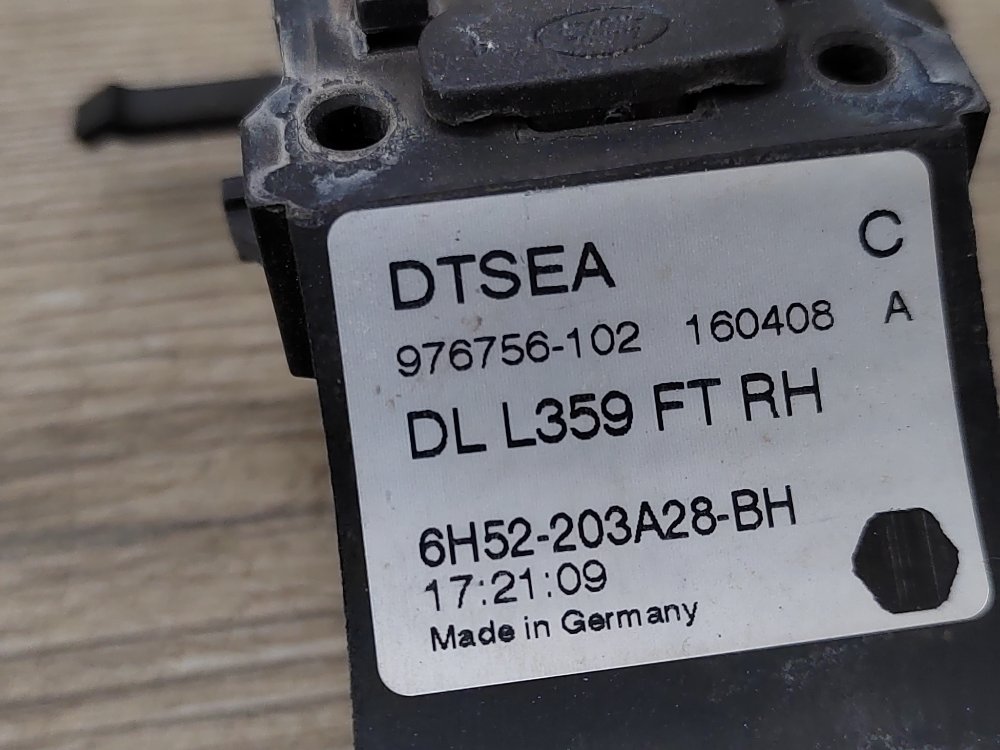 DTSEA C
976756-102 160408 A
DL L359 FT RH
6H52-203A28-BH
17:21:09
Made in Germany